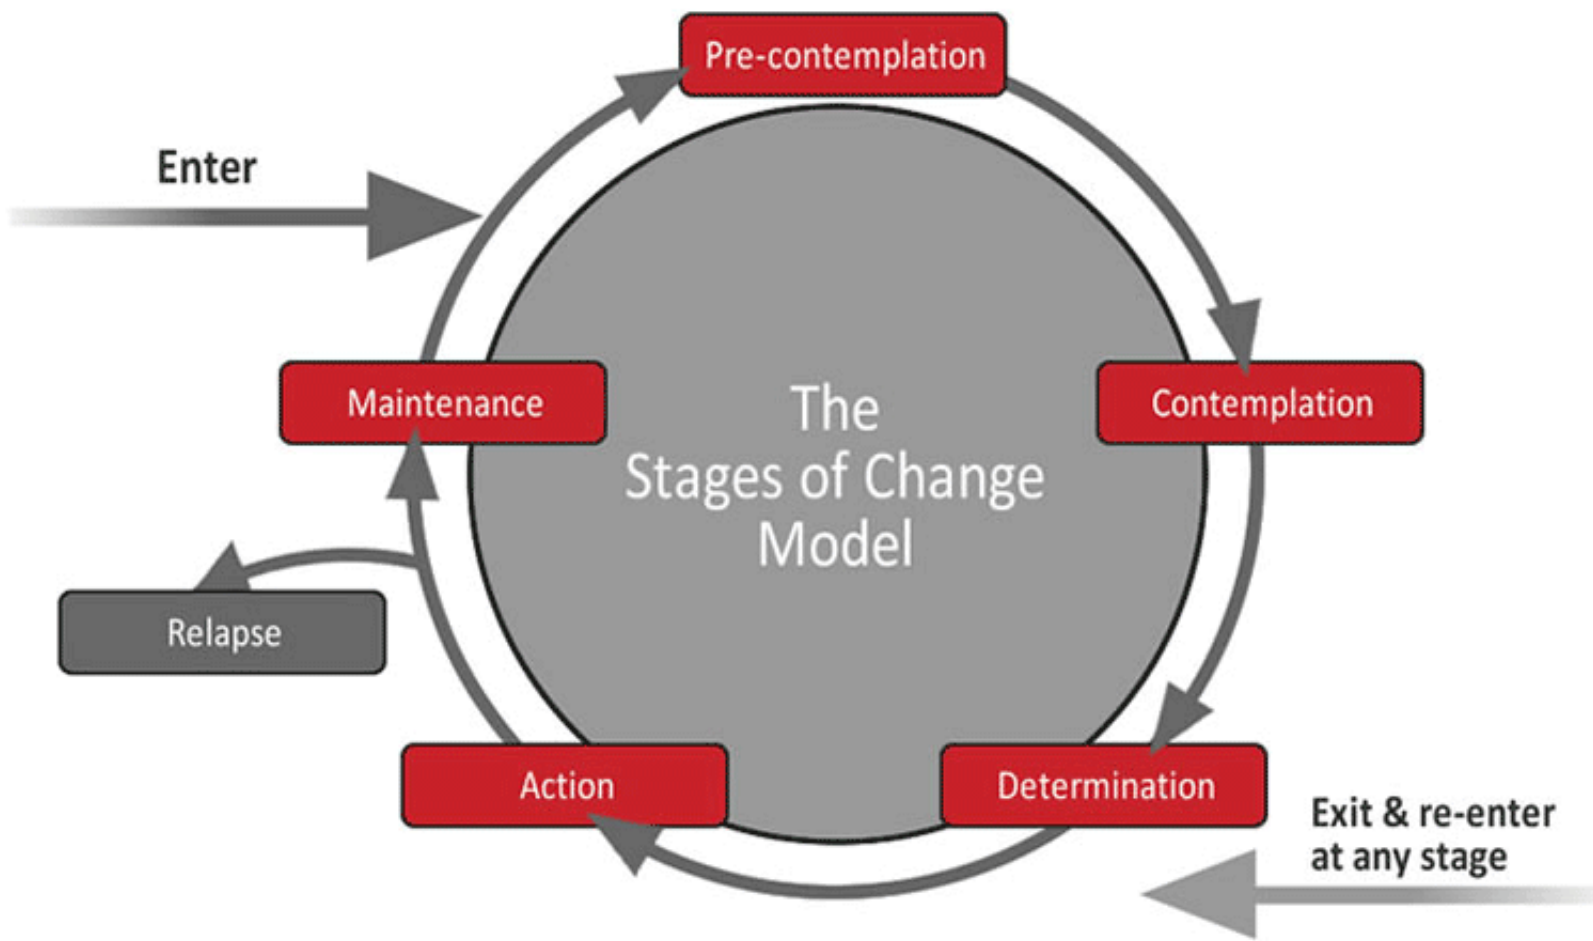 Pre-contemplation
Enter
Maintenance
Contemplation
The
Stages of Change
Model
Relapse
Action
Determination
Exit & re-enter
at any stage